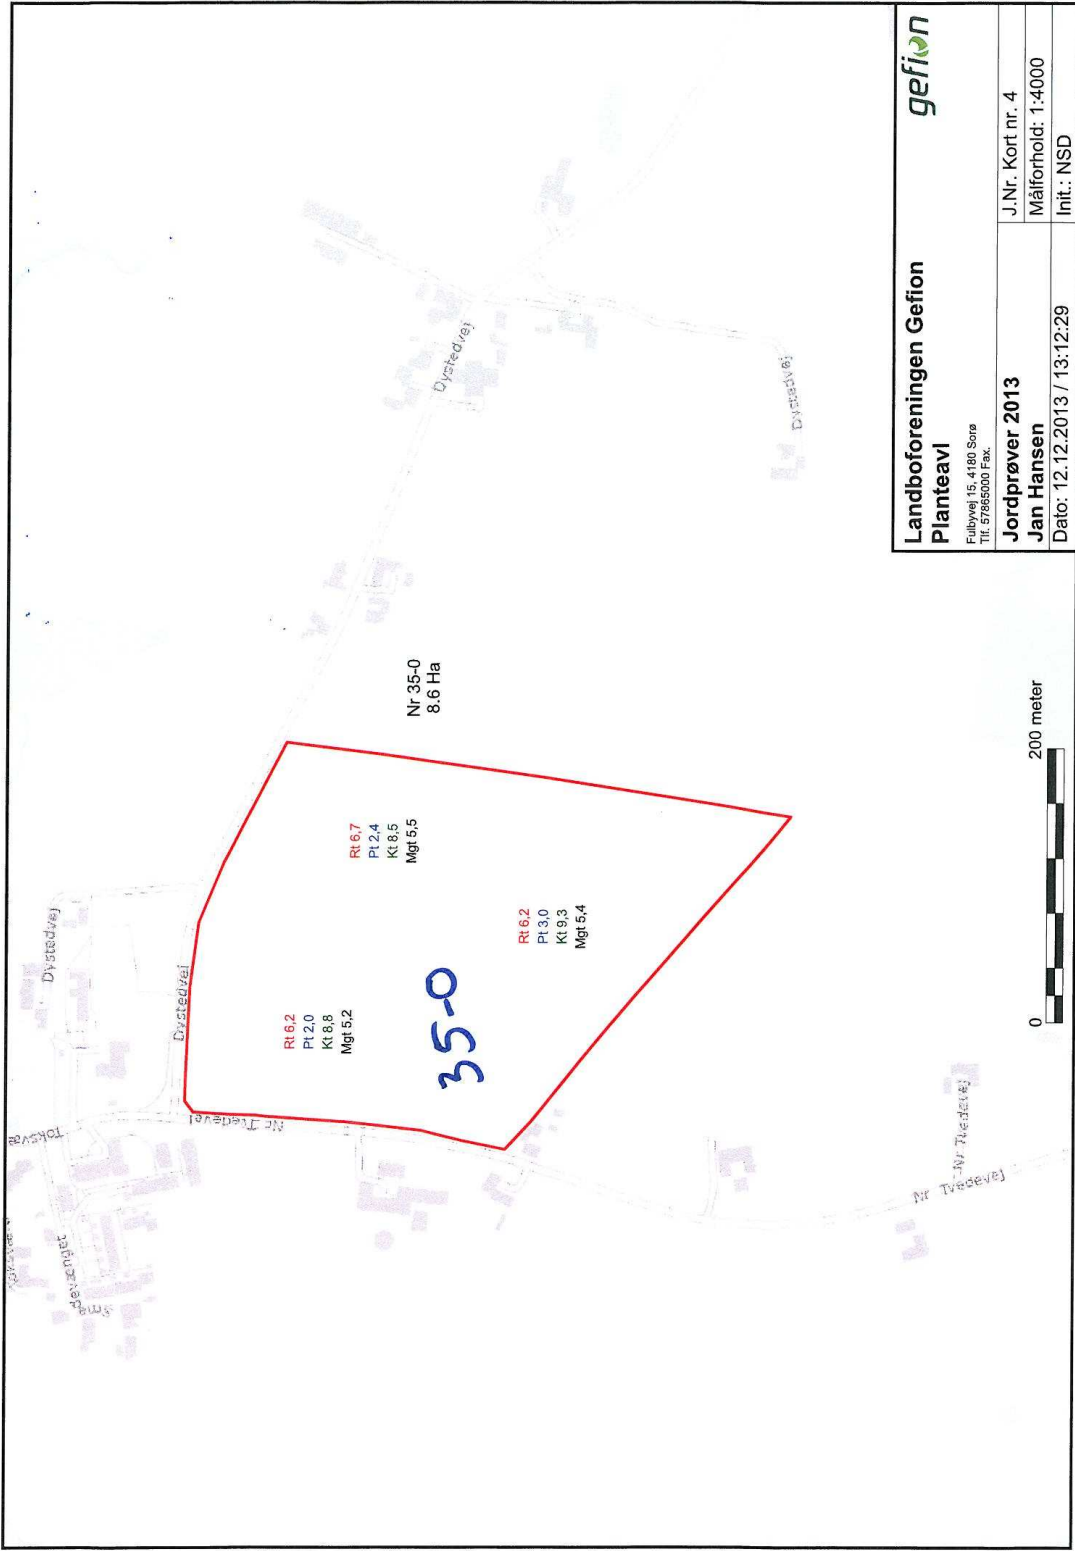 Toksvæ
Bevænget
Små
Dystedvej
Dystedvej
Nr Tvedevej
Rt 6,2
Pt 2,0
Kt 8,8
Mgt 5,2
Rt 6,7
Pt 2,4
Kt 8,5
Mgt 5,5
Nr 35-0
8.6 Ha
35-0
Rt 6,2
Pt 3,0
Kt 9,3
Mgt 5,4
Dystedvej
Dystedvej
Nr Tvedevej
Nr Tvedevej
0
200 meter
gefion
Landboforeningen Gefion
Planteavl
Fulbyvej 15, 4180 Sorø
Tlf. 57865000 Fax.
Jordprøver 2013
J.Nr. Kort nr. 4
Jan Hansen
Målforhold: 1:4000
Dato: 12.12.2013 / 13:12:29
Init.: NSD